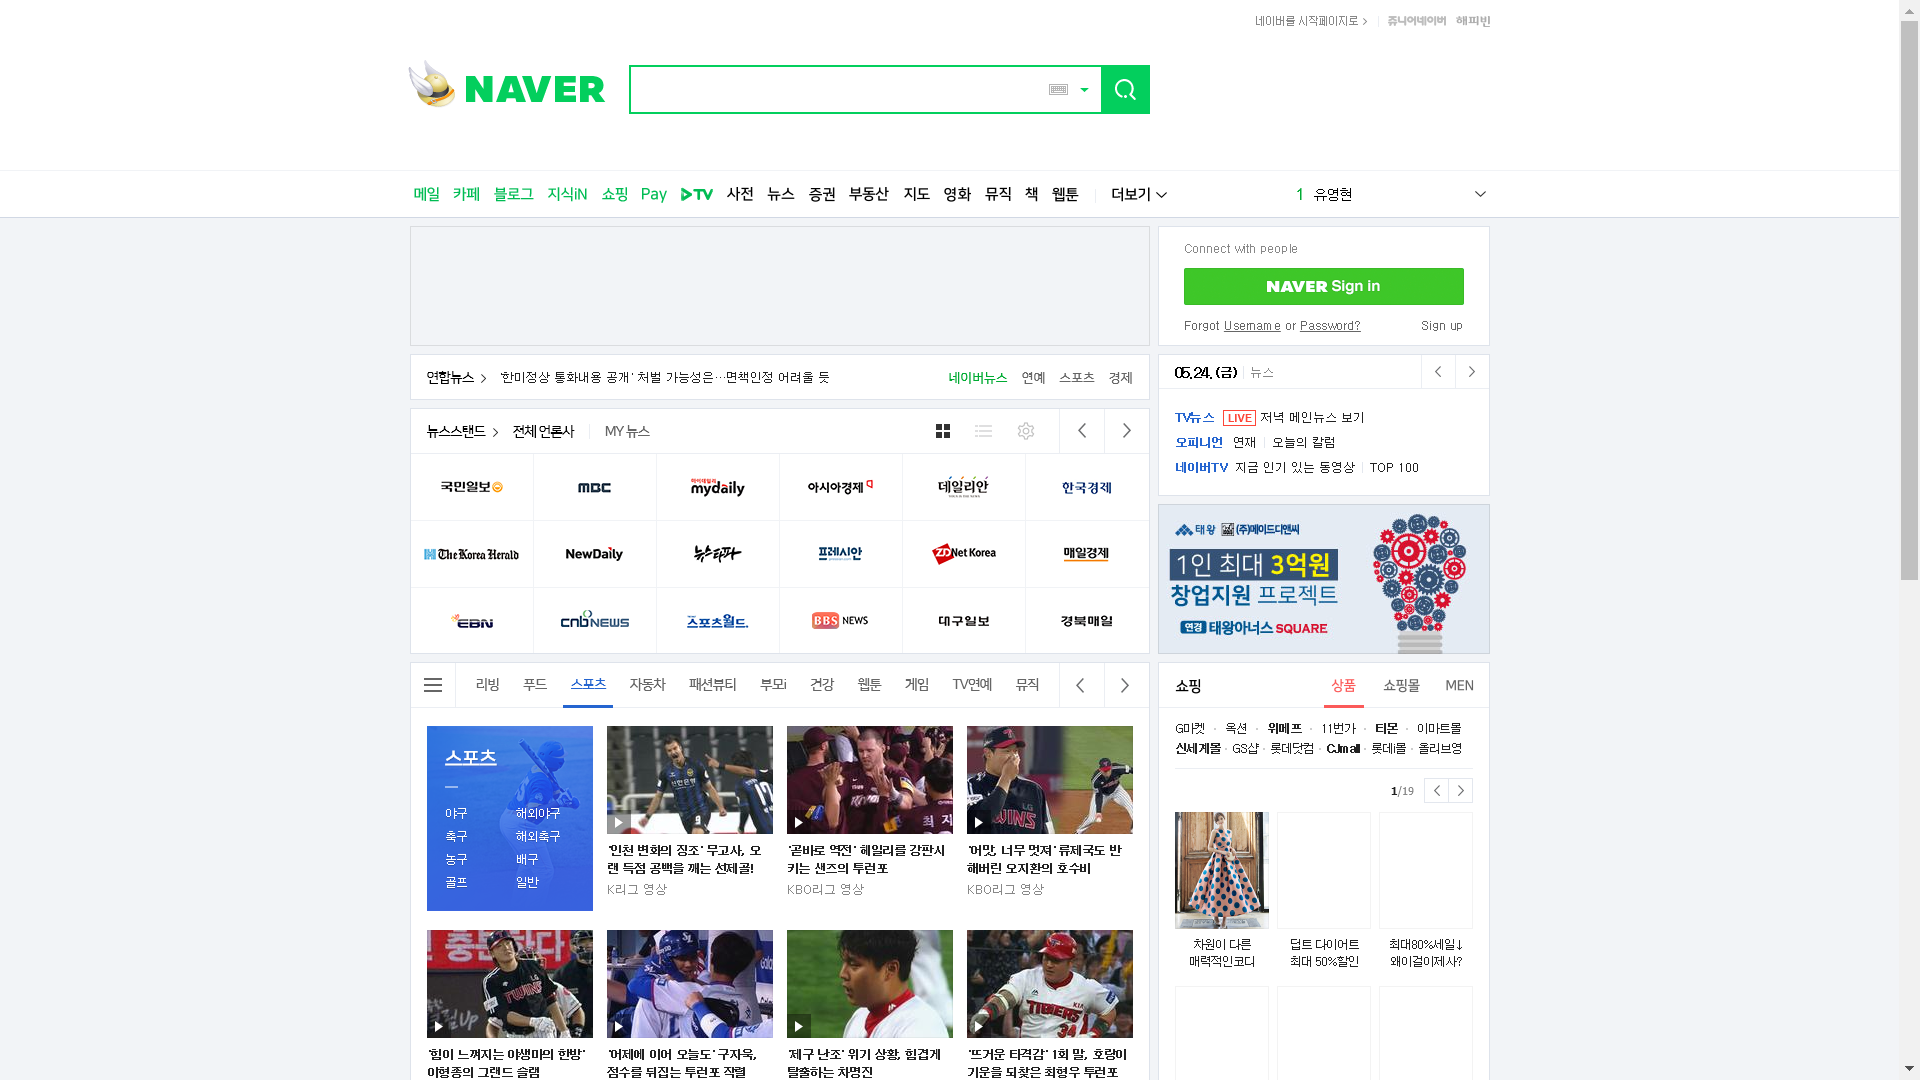 네이버를 시작페이지로
쥬니어네이버 해피빈
NAVER
메일 카페 블로그 지식iN 쇼핑 Pay TV 사전 뉴스 증권 부동산 지도 영화 뮤직 책 웹툰 더보기
1 유영현
Connect with people
NAVER Sign in
Forgot Username or Password? Sign up
연합뉴스 '한미정상 통화내용 공개' 처벌 가능성은…면책인정 어려울 듯
네이버뉴스 연예 스포츠 경제
05.24. (금) 뉴스
TV뉴스 LIVE 저녁 메인뉴스 보기
오피니언 연재 오늘의 칼럼
네이버TV 지금 인기 있는 동영상 TOP 100
뉴스스탠드 전체 언론사 MY 뉴스
국민일보 MBC 마이데일리 mydaily 아시아경제 데일리안 한국경제
The Korea Herald NewDaily 뉴스타파 프레시안 ZDNet Korea 매일경제
EBN CNBNEWS 스포츠월드 BBS NEWS 대구일보 경북매일
태왕 (주)메이드디앤씨
1인 최대 3억원
창업지원 프로젝트
연경 태왕아너스 SQUARE
리빙 푸드 스포츠 자동차 패션뷰티 부모i 건강 웹툰 게임 TV연예 뮤직
스포츠
야구 해외야구
축구 해외축구
농구 배구
골프 일반
'인천 변화의 징조' 무고사, 오
랜 득점 공백을 깨는 선제골!
K리그 영상
'곧바로 역전' 헤일리를 강판시
키는 샌즈의 투런포
KBO리그 영상
'어맛, 너무 멋져' 류제국도 반
해버린 오지환의 호수비
KBO리그 영상
'힘이 느껴지는 야생마의 한방'
이형종의 그랜드 슬램
'어제에 이어 오늘도' 구자욱,
점수를 뒤집는 투런포 작렬
'제구 난조' 위기 상황, 힘겹게
탈출하는 차명진
'뜨거운 타격감' 1회 말, 호랑이
기운을 되찾은 최형우 투런포
쇼핑 상품 쇼핑몰 MEN
G마켓 · 옥션 · 위메프 · 11번가 · 티몬 · 이마트몰
신세계몰 · GS샵 · 롯데닷컴 · CJmall · 롯데i몰 · 올리브영
1/19
차원이 다른
매력적인코디
덥트 다이어트
최대 50%할인
최대80%세일↓
왜이걸이제사?